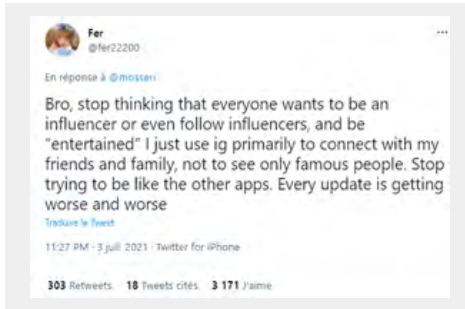 Fer
@fer22200
En réponse à @mosseri
Bro, stop thinking that everyone wants to be an
influencer or even follow influencers, and be
"entertained" I just use ig primarily to connect with my
friends and family, not to see only famous people. Stop
trying to be like the other apps. Every update is getting
worse and worse
Traduire le Tweet
11:27 PM · 3 juil. 2021 · Twitter for iPhone
303 Retweets 18 Tweets cités 3 171 J'aime